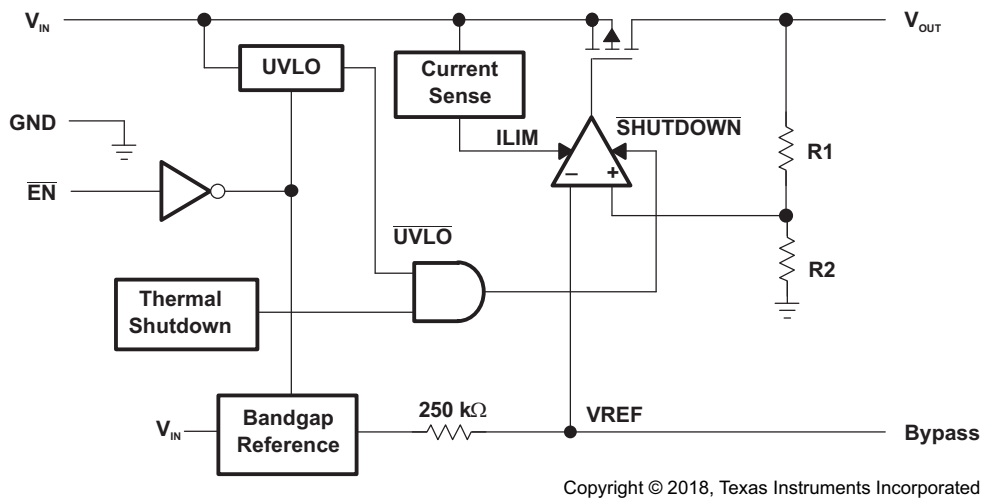 VIN
VOUT
UVLO
Current
Sense
GND
SHUTDOWN
ILIM
R1
EN
– +
UVLO
R2
Thermal
Shutdown
250 kΩ
VREF
VIN
Bandgap
Reference
Bypass
Copyright © 2018, Texas Instruments Incorporated